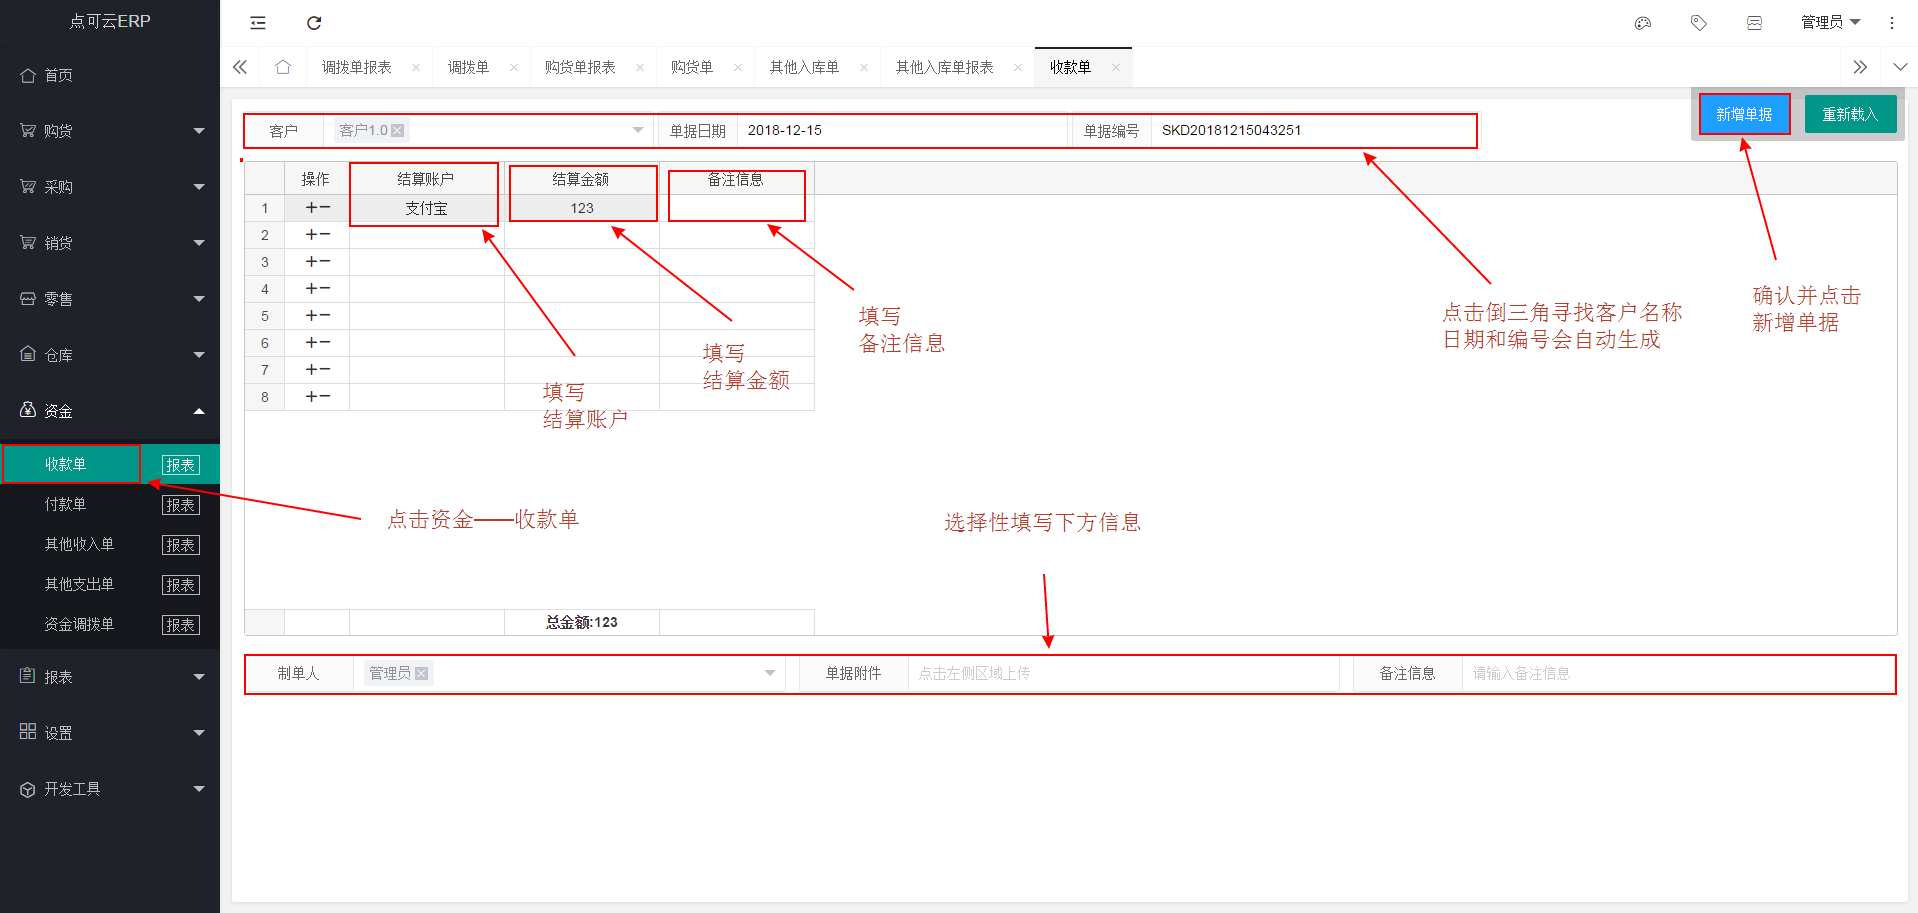 点可云ERP
管理员
首页
购货
采购
销货
零售
仓库
资金
收款单 报表
付款单 报表
其他收入单 报表
其他支出单 报表
资金调拨单 报表
报表
设置
开发工具
调拨单报表 调拨单 购货单报表 购货单 其他入库单 其他入库单报表 收款单
新增单据 重新载入
客户 客户1.0 单据日期 2018-12-15 单据编号 SKD20181215043251
操作 结算账户 结算金额 备注信息
1 支付宝 123
2
3
4
5
6
7
8
填写
结算账户
填写
结算金额
填写
备注信息
点击倒三角寻找客户名称
日期和编号会自动生成
确认并点击
新增单据
点击资金——收款单
选择性填写下方信息
总金额:123
制单人 管理员 单据附件 点击左侧区域上传 备注信息 请输入备注信息